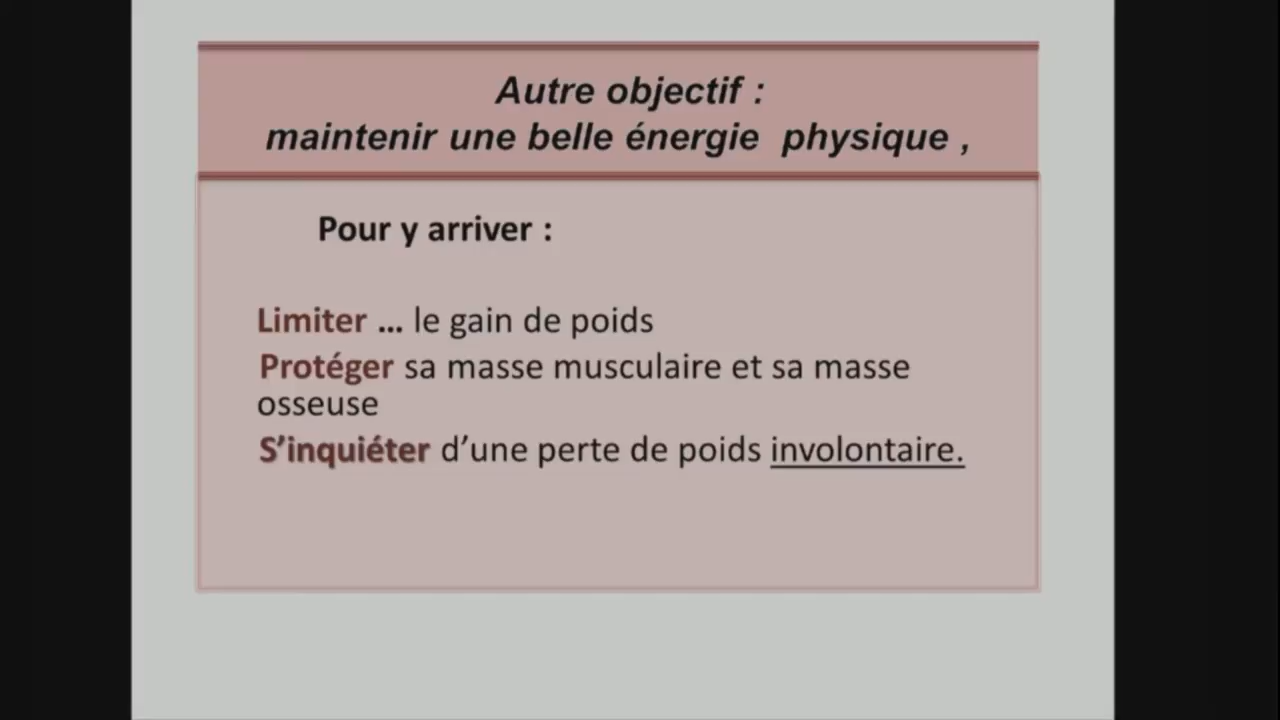 Autre objectif :
maintenir une belle énergie physique ,
Pour y arriver :
Limiter ... le gain de poids
Protéger sa masse musculaire et sa masse
osseuse
S’inquiéter d’une perte de poids involontaire.